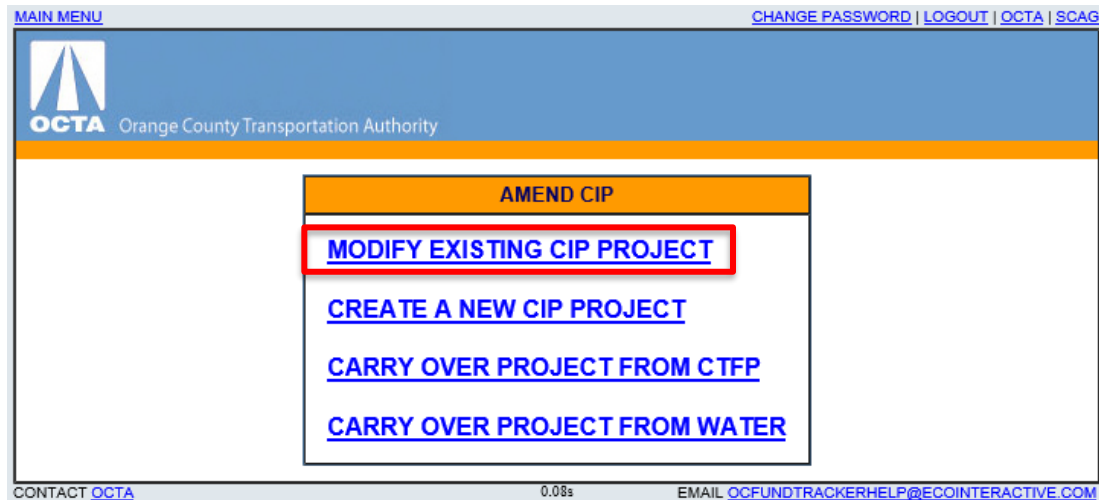 MAIN MENU
CHANGE PASSWORD | LOGOUT | OCTA | SCAG
OCTA Orange County Transportation Authority
AMEND CIP
MODIFY EXISTING CIP PROJECT
CREATE A NEW CIP PROJECT
CARRY OVER PROJECT FROM CTFP
CARRY OVER PROJECT FROM WATER
CONTACT OCTA
0.08s
EMAIL OCFUNDTRACKERHELP@ECOINTERACTIVE.COM